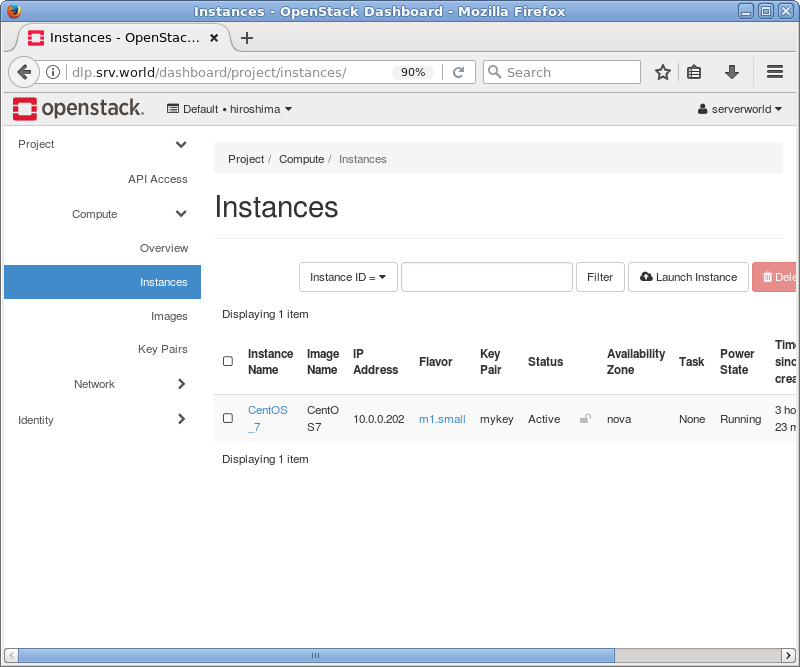 Instances - OpenStack Dashboard - Mozilla Firefox
Instances - OpenStac...
dlp.srv.world/dashboard/project/instances/ 90% Search
openstack. Default • hiroshima serverworld
Project
API Access
Compute
Overview
Instances
Images
Key Pairs
Network
Identity
Project / Compute / Instances
Instances
Instance ID = Filter Launch Instance Dele
Displaying 1 item
Instance Name Image Name IP Address Flavor Key Pair Status Availability Zone Task Power State Time sinc crea
CentOS_7 CentOS7 10.0.0.202 m1.small mykey Active nova None Running 3 ho 23 m
Displaying 1 item